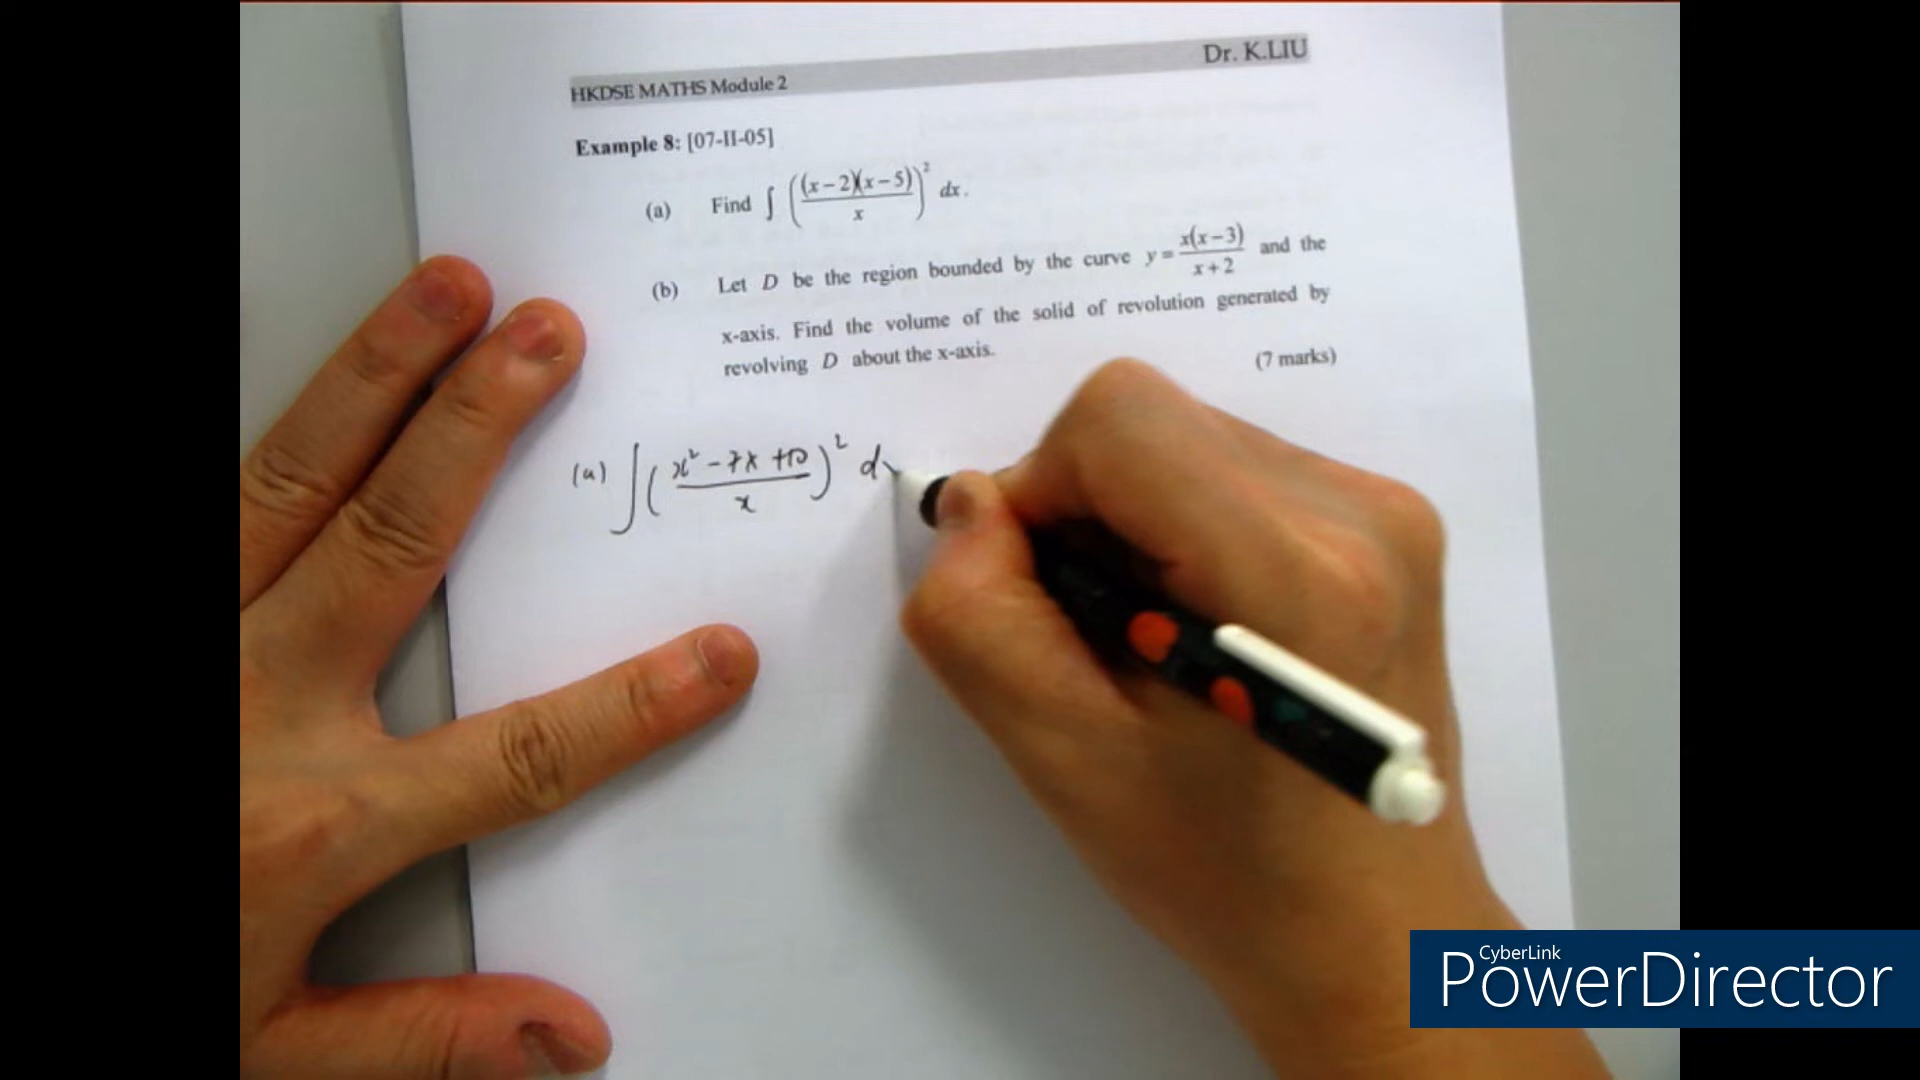 HKDSE MATHS Module 2 Dr. K.LIU
Example 8: [07-II-05]
(a) Find ∫ ((x−2)(x−5)/x)² dx.
(b) Let D be the region bounded by the curve y = x(x−3)/(x+2) and the
x-axis. Find the volume of the solid of revolution generated by
revolving D about the x-axis. (7 marks)
(a) ∫ ((x² − 7x + 10)/x)² dx
CyberLink
PowerDirector